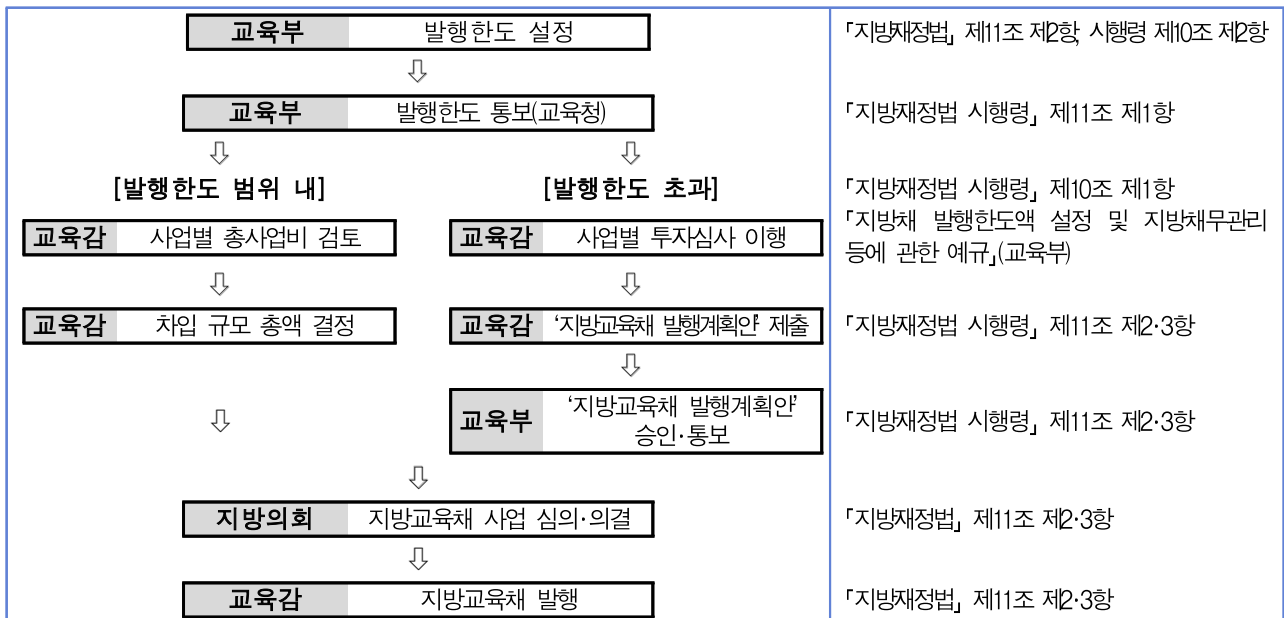 교육부 발행한도 설정 「지방재정법」 제11조 제2항, 시행령 제10조 제2항
⇩
교육부 발행한도 통보(교육청) 「지방재정법 시행령」 제11조 제1항
⇩ ⇩
[발행한도 범위 내] [발행한도 초과] 「지방재정법 시행령」 제10조 제1항
「지방채 발행한도액 설정 및 지방채무관리
교육감 사업별 총사업비 검토 교육감 사업별 투자심사 이행
등에 관한 예규」(교육부)
⇩ ⇩
교육감 차입 규모 총액 결정 교육감 ‘지방교육채 발행계획안’ 제출 「지방재정법 시행령」 제11조 제2·3항
⇩
‘지방교육채 발행계획안’
⇩ 교육부 「지방재정법 시행령」 제11조 제2·3항
승인·통보
⇩
지방의회 지방교육채 사업 심의·의결 「지방재정법」 제11조 제2·3항
⇩
교육감 지방교육채 발행 「지방재정법」 제11조 제2·3항